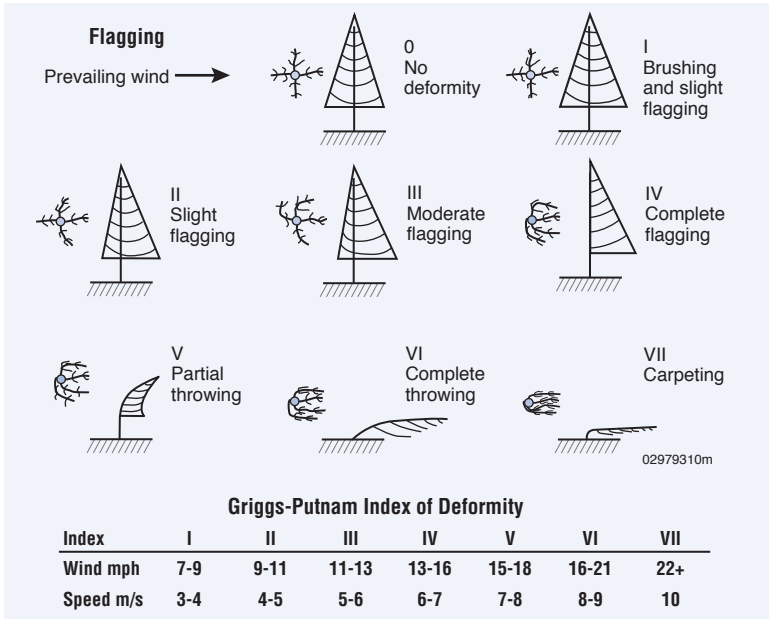 Flagging
Prevailing wind
0
No
deformity
I
Brushing
and slight
flagging
II
Slight
flagging
III
Moderate
flagging
IV
Complete
flagging
V
Partial
throwing
VI
Complete
throwing
VII
Carpeting
02979310m
Griggs-Putnam Index of Deformity
Index I II III IV V VI VII
Wind mph 7-9 9-11 11-13 13-16 15-18 16-21 22+
Speed m/s 3-4 4-5 5-6 6-7 7-8 8-9 10